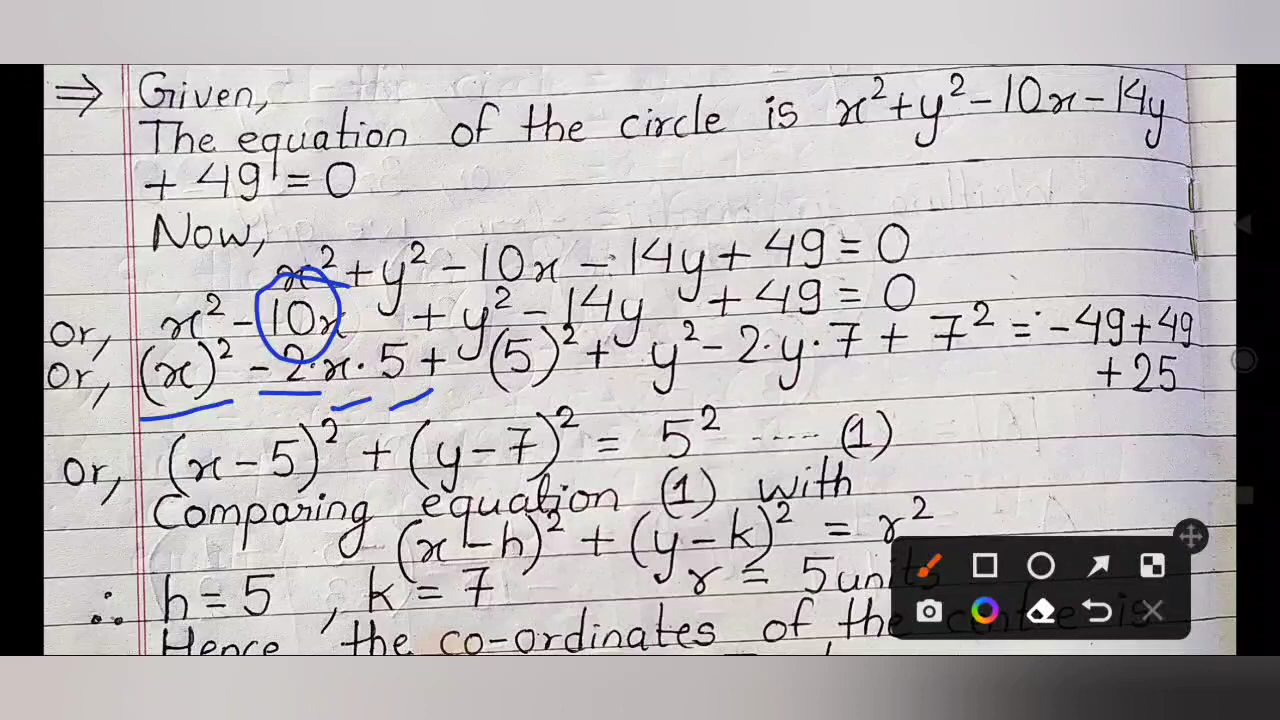 ⇒ Given,
The equation of the circle is x²+y²-10x-14y
+ 49 = 0
Now,
x²+y²-10x-14y+49=0
Or, x²-10x +y²-14y +49=0
Or, (x)²-2·x·5+(5)²+ y²-2·y·7+7²=-49+49
+25
Or, (x-5)²+(y-7)²= 5² ..... (1)
Comparing equation (1) with
(x-h)²+(y-k)²=r²
∴ h=5, k=7 r=5units
Hence, the co-ordinates of the centre is